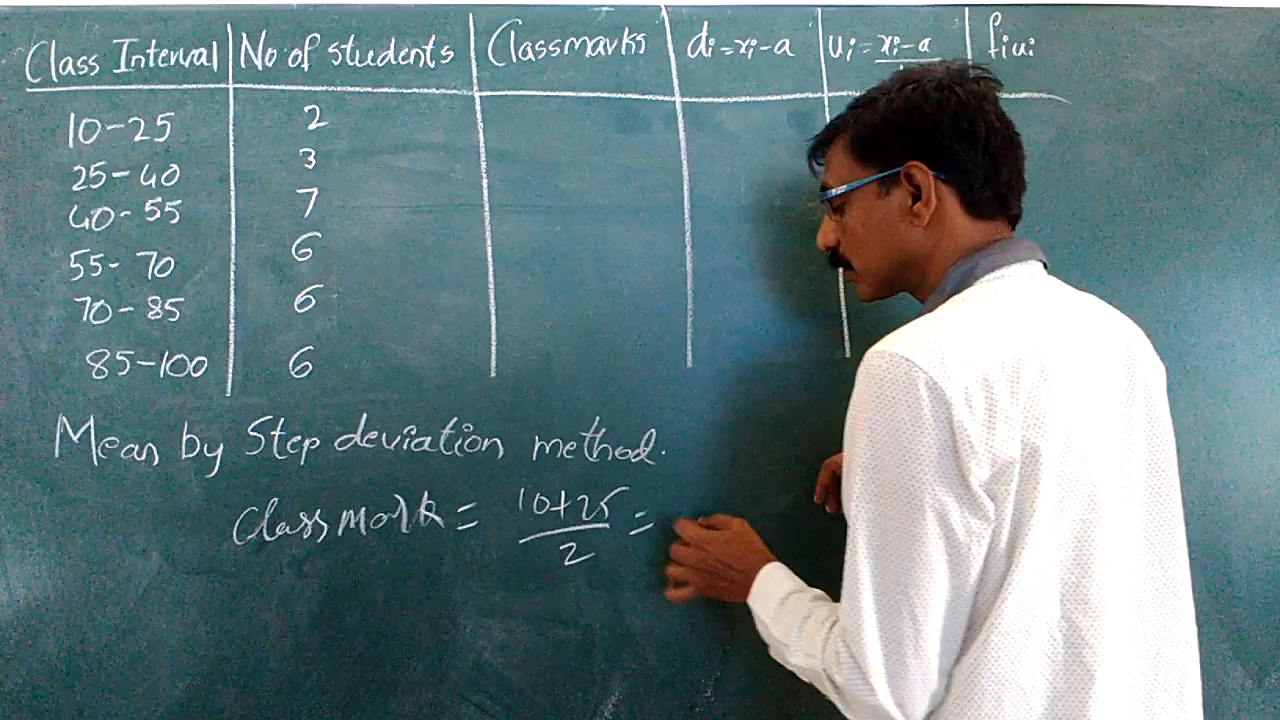 Class Interval No of students Classmarks di = xi - a ui = xi - a fiui
10-25 2
25-40 3
40-55 7
55-70 6
70-85 6
85-100 6
Mean by Step deviation method.
Class mark = 10+25 =
2